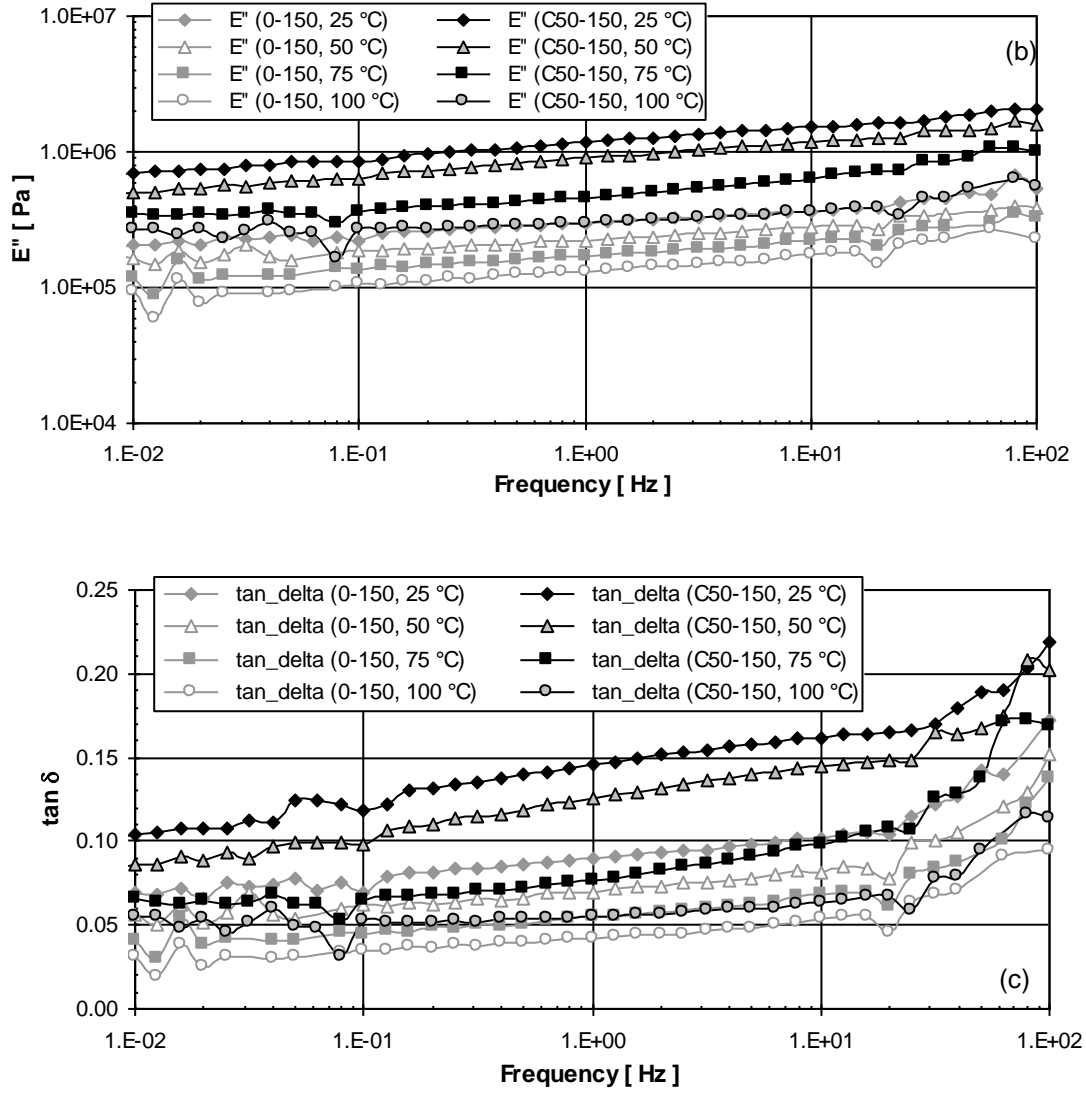 1.0E+07
E" (0-150, 25 °C)
E" (C50-150, 25 °C)
E" (0-150, 50 °C)
E" (C50-150, 50 °C)
E" (0-150, 75 °C)
E" (C50-150, 75 °C)
E" (0-150, 100 °C)
E" (C50-150, 100 °C)
(b)
1.0E+06
E" [ Pa ]
1.0E+05
1.0E+04
1.E-02
1.E-01
1.E+00
1.E+01
1.E+02
Frequency [ Hz ]
0.25
tan_delta (0-150, 25 °C)
tan_delta (C50-150, 25 °C)
tan_delta (0-150, 50 °C)
tan_delta (C50-150, 50 °C)
tan_delta (0-150, 75 °C)
tan_delta (C50-150, 75 °C)
tan_delta (0-150, 100 °C)
tan_delta (C50-150, 100 °C)
0.20
0.15
tan δ
0.10
0.05
0.00
(c)
1.E-02
1.E-01
1.E+00
1.E+01
1.E+02
Frequency [ Hz ]